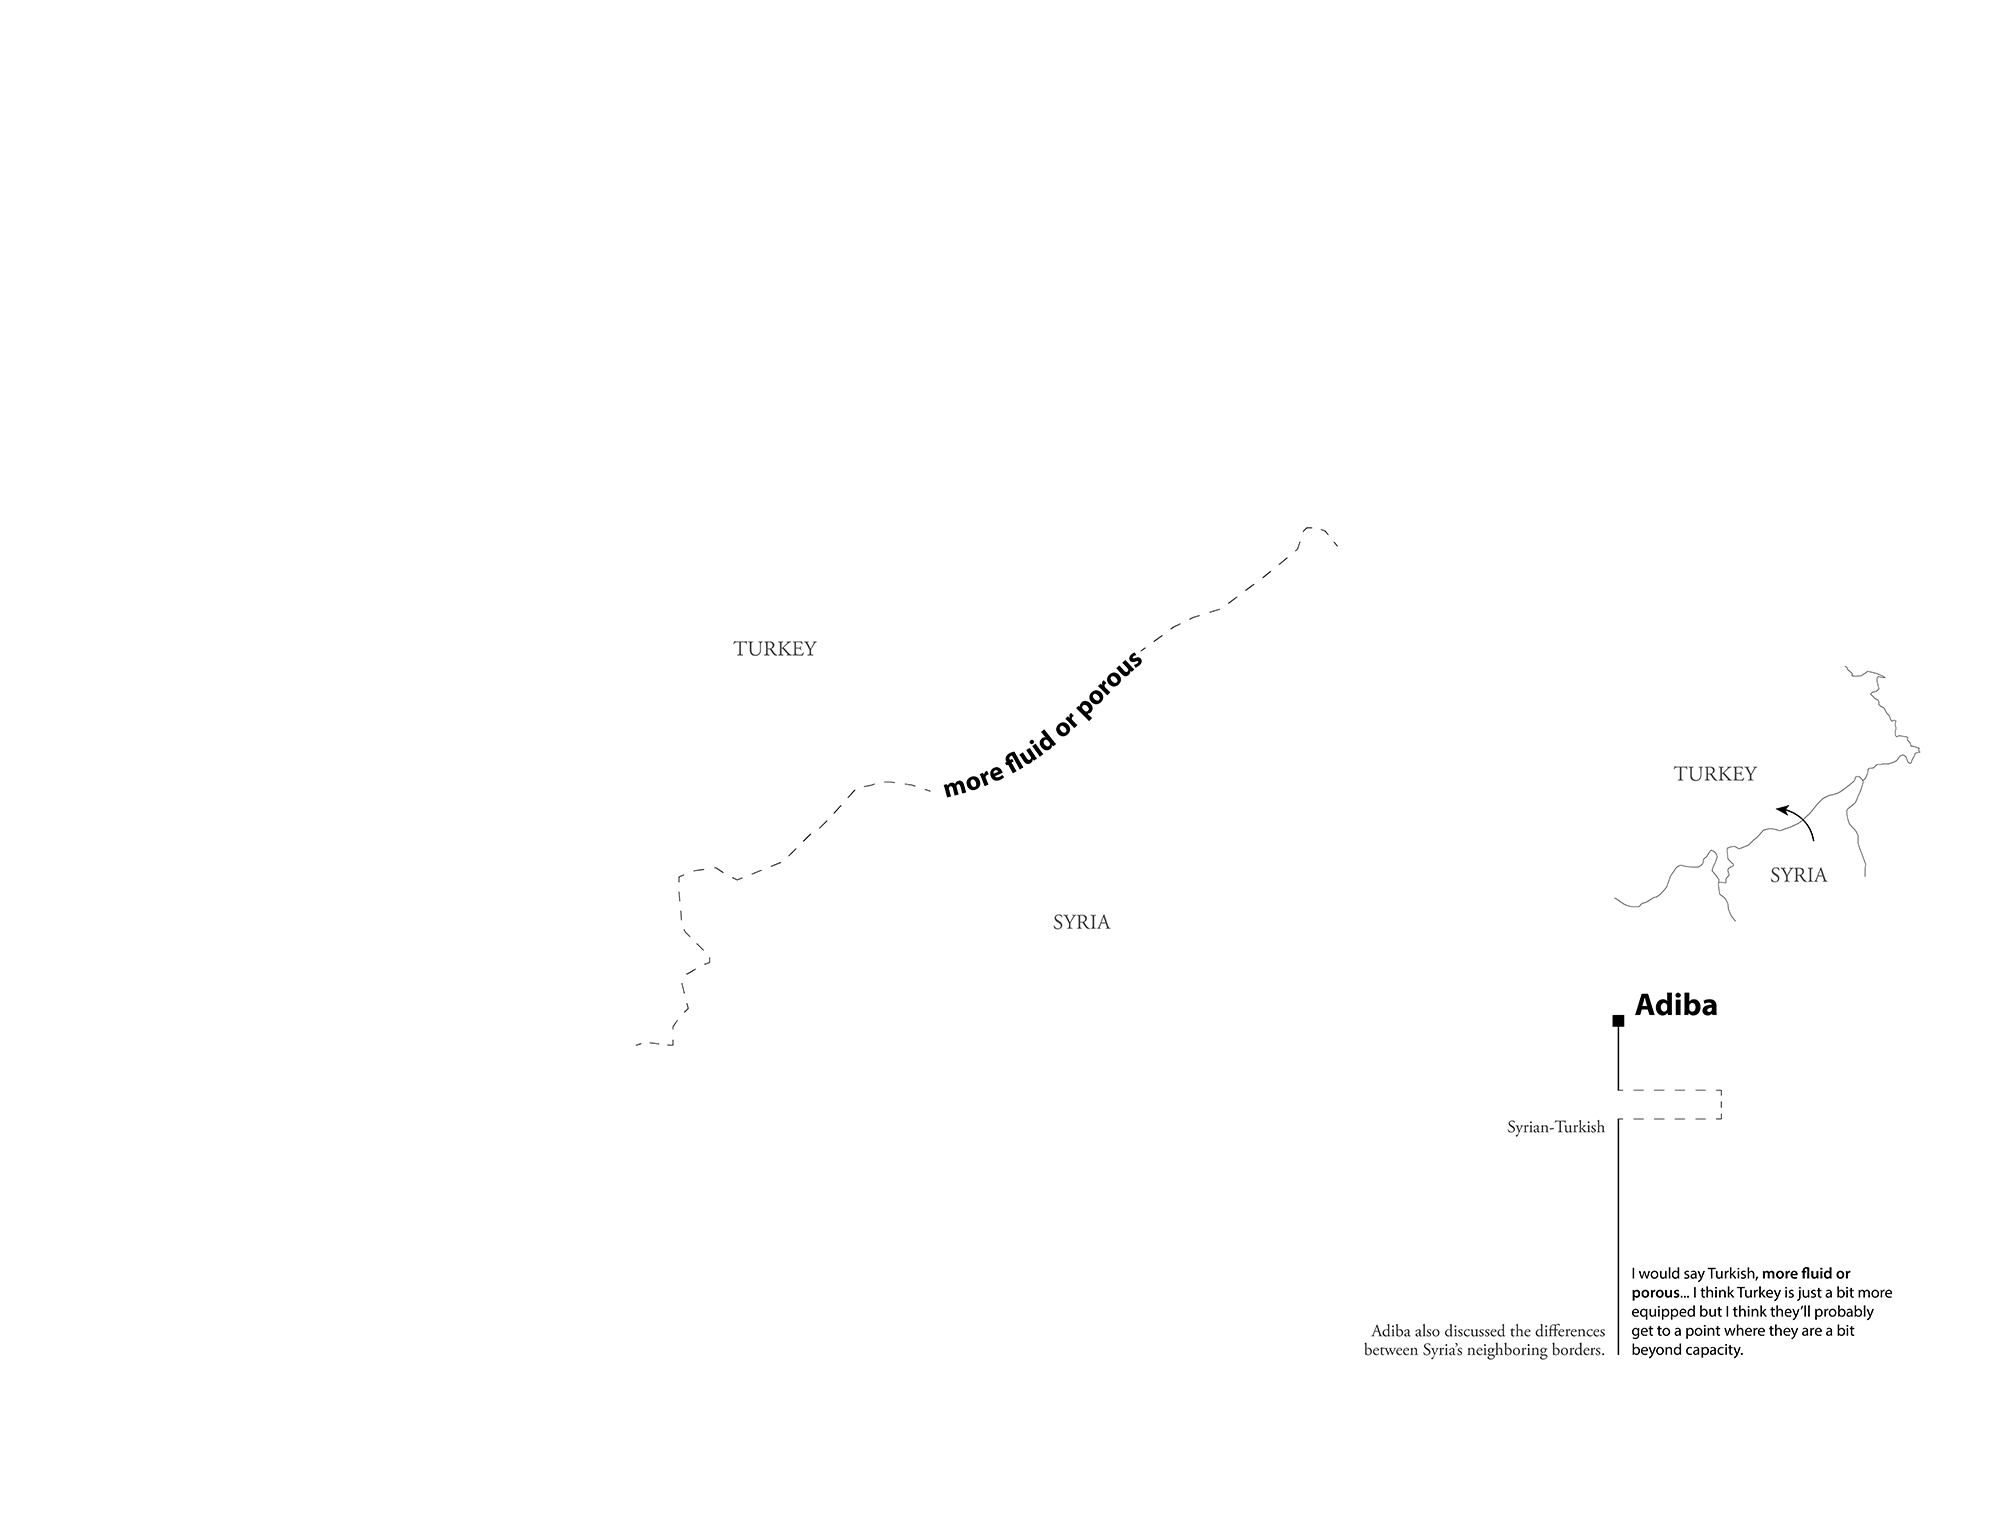 TURKEY
more fluid or porous
SYRIA
TURKEY
SYRIA
Adiba
Syrian-Turkish
Adiba also discussed the differences
between Syria's neighboring borders.
I would say Turkish, more fluid or
porous... I think Turkey is just a bit more
equipped but I think they'll probably
get to a point where they are a bit
beyond capacity.